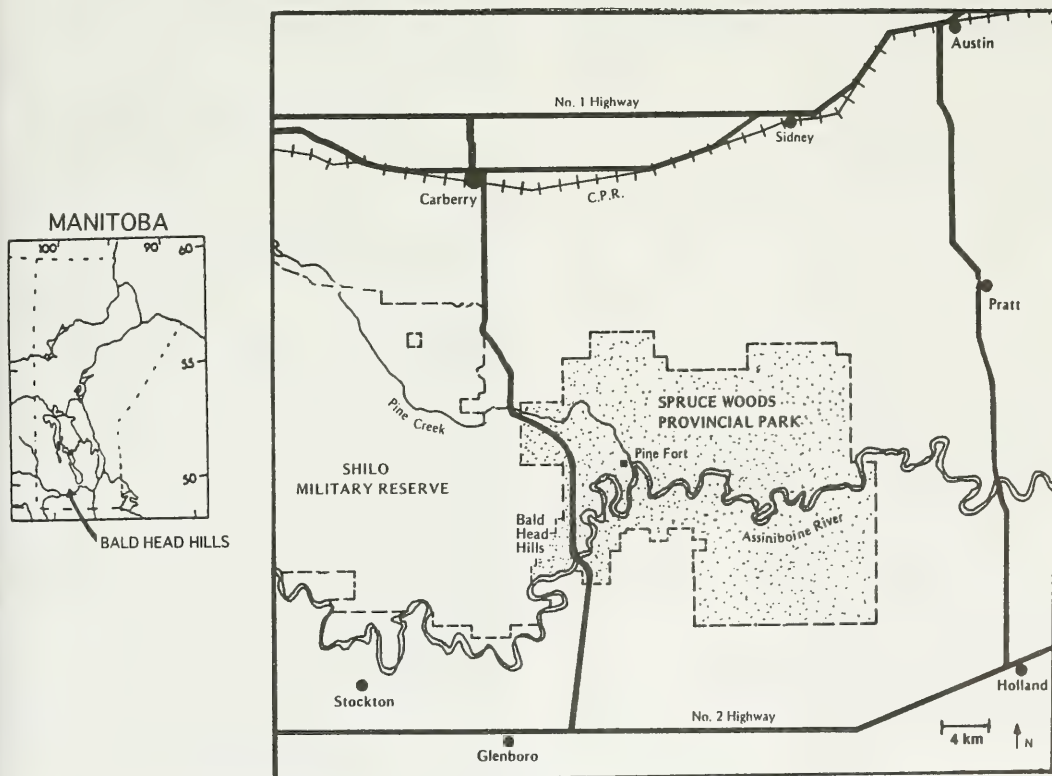 MANITOBA
100
90
60
55
50
BALD HEAD HILLS
Austin
No. 1 Highway
Sidney
Carberry
C.P.R.
Pratt
Pine Creek
SPRUCE WOODS
PROVINCIAL PARK
Pine Fort
SHILO
MILITARY RESERVE
Bald
Head
Hills
Assiniboine River
Stockton
Holland
No. 2 Highway
4 km
N
Glenboro